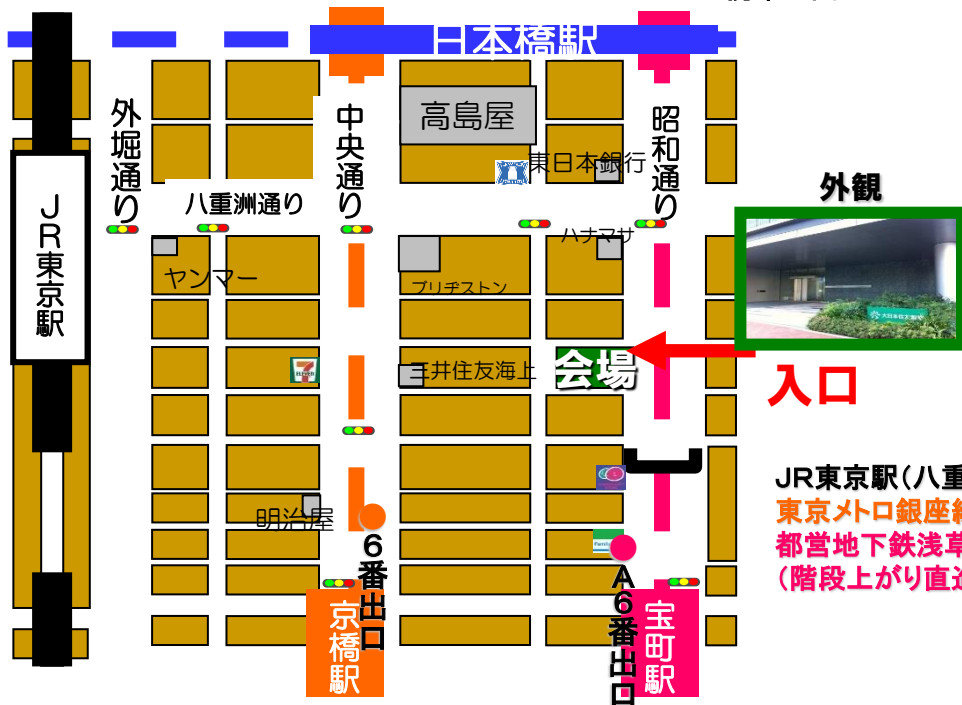 日本橋駅
高島屋
外堀通り
中央通り
昭和通り
東日本銀行
八重洲通り
外観
JR東京駅
ハナマサ
ヤンマー
ブリヂストン
三井住友海上
会場
入口
明治屋
6番出口
A6番出口
京橋駅
宝町駅
JR東京駅(八重
東京メトロ銀座
都営地下鉄浅草
(階段上がり直進